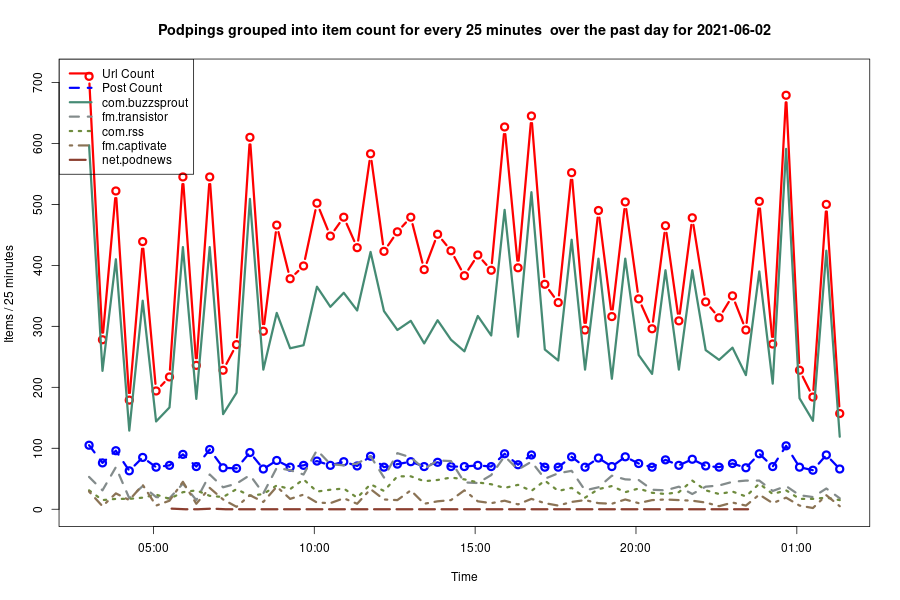 Podpings grouped into item count for every 25 minutes  over the past day for 2021-06-02
Url Count
Post Count
com.buzzsprout
fm.transistor
com.rss
fm.captivate
net.podnews
Items / 25 minutes
700
600
500
400
300
200
100
0
05:00
10:00
15:00
20:00
01:00
Time